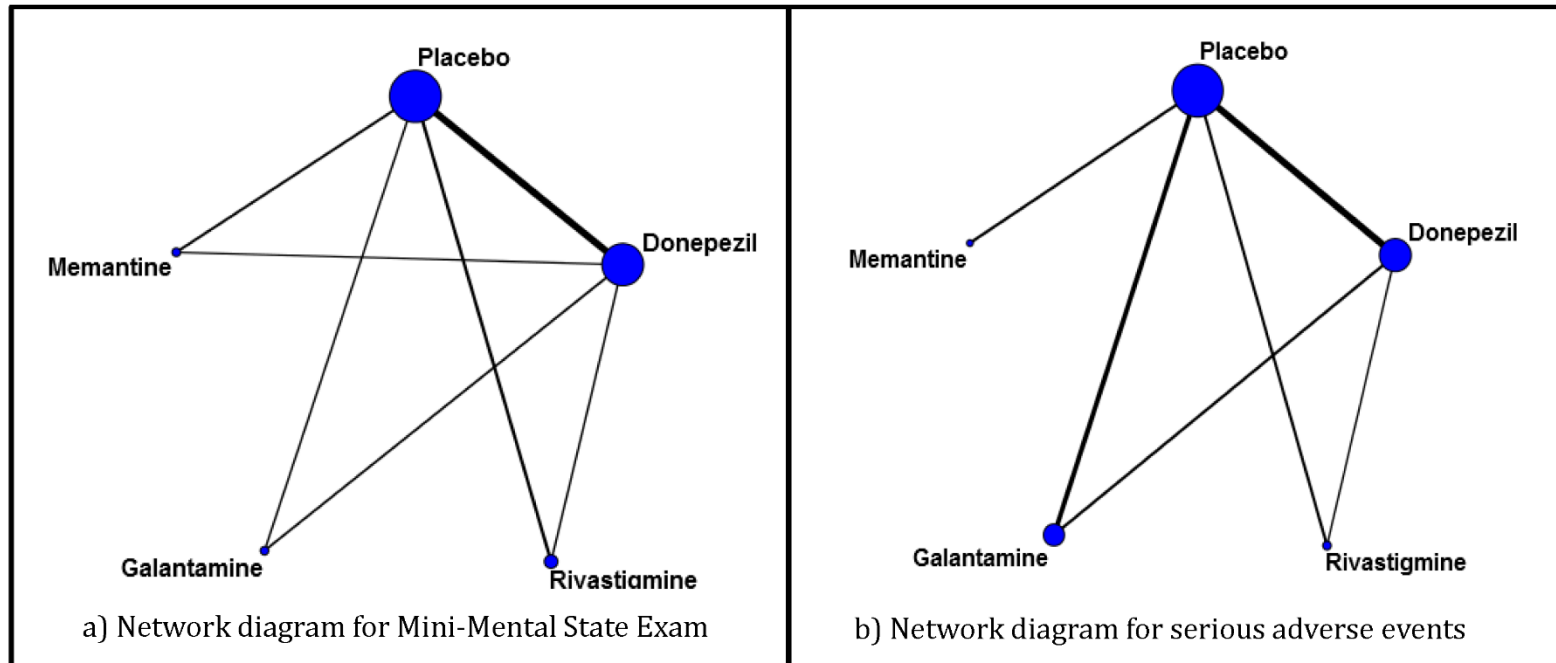 Placebo
Donepezil
Memantine
Galantamine
Rivastigmine
a) Network diagram for Mini-Mental State Exam
Placebo
Donepezil
Memantine
Galantamine
Rivastigmine
b) Network diagram for serious adverse events